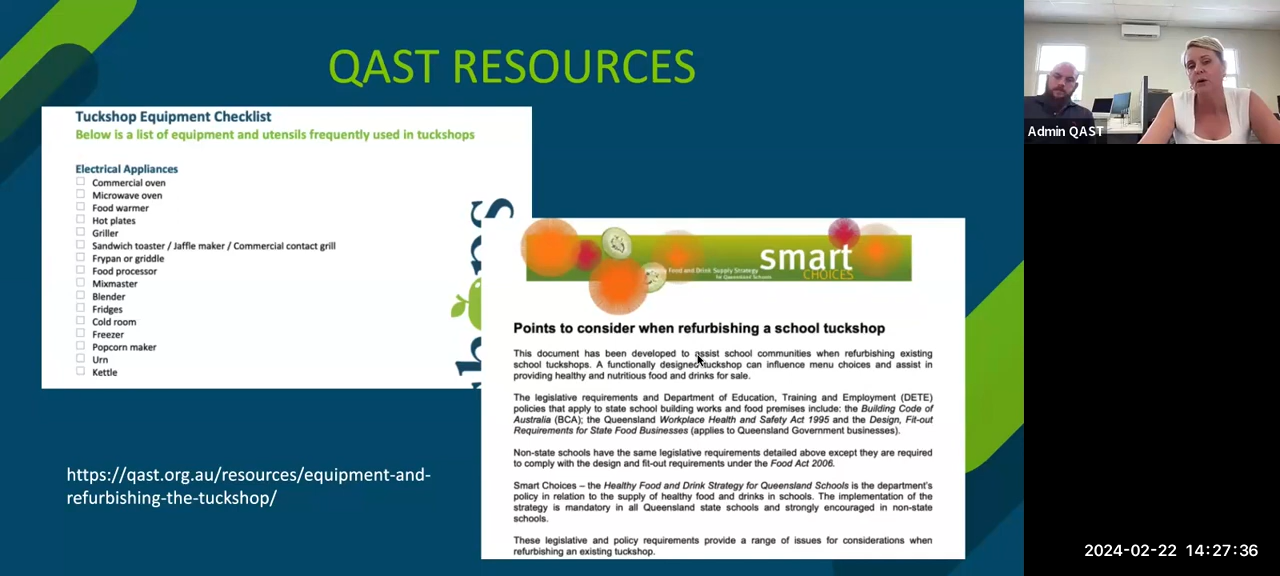 QAST RESOURCES
Tuckshop Equipment Checklist
Below is a list of equipment and utensils frequently used in tuckshops
Electrical Appliances
Commercial oven
Microwave oven
Food warmer
Hot plates
Griller
Sandwich toaster / Jaffle maker / Commercial contact grill
Frypan or griddle
Food processor
Mixmaster
Blender
Fridges
Cold room
Freezer
Popcorn maker
Urn
Kettle
https://qast.org.au/resources/equipment-and-
refurbishing-the-tuckshop/
smart
CHOICES
Food and Drink Supply Strategy
for Queensland Schools
Points to consider when refurbishing a school tuckshop
This document has been developed to assist school communities when refurbishing existing
school tuckshops. A functionally designed tuckshop can influence menu choices and assist in
providing healthy and nutritious food and drinks for sale.
The legislative requirements and Department of Education, Training and Employment (DETE)
policies that apply to state school building works and food premises include: the Building Code of
Australia (BCA); the Queensland Workplace Health and Safety Act 1995 and the Design, Fit-out
Requirements for State Food Businesses (applies to Queensland Government businesses).
Non-state schools have the same legislative requirements detailed above except they are required
to comply with the design and fit-out requirements under the Food Act 2006.
Smart Choices – the Healthy Food and Drink Strategy for Queensland Schools is the department's
policy in relation to the supply of healthy food and drinks in schools. The implementation of the
strategy is mandatory in all Queensland state schools and strongly encouraged in non-state
schools.
These legislative and policy requirements provide a range of issues for considerations when
refurbishing an existing tuckshop.
Admin QAST
2024-02-22 14:27:36